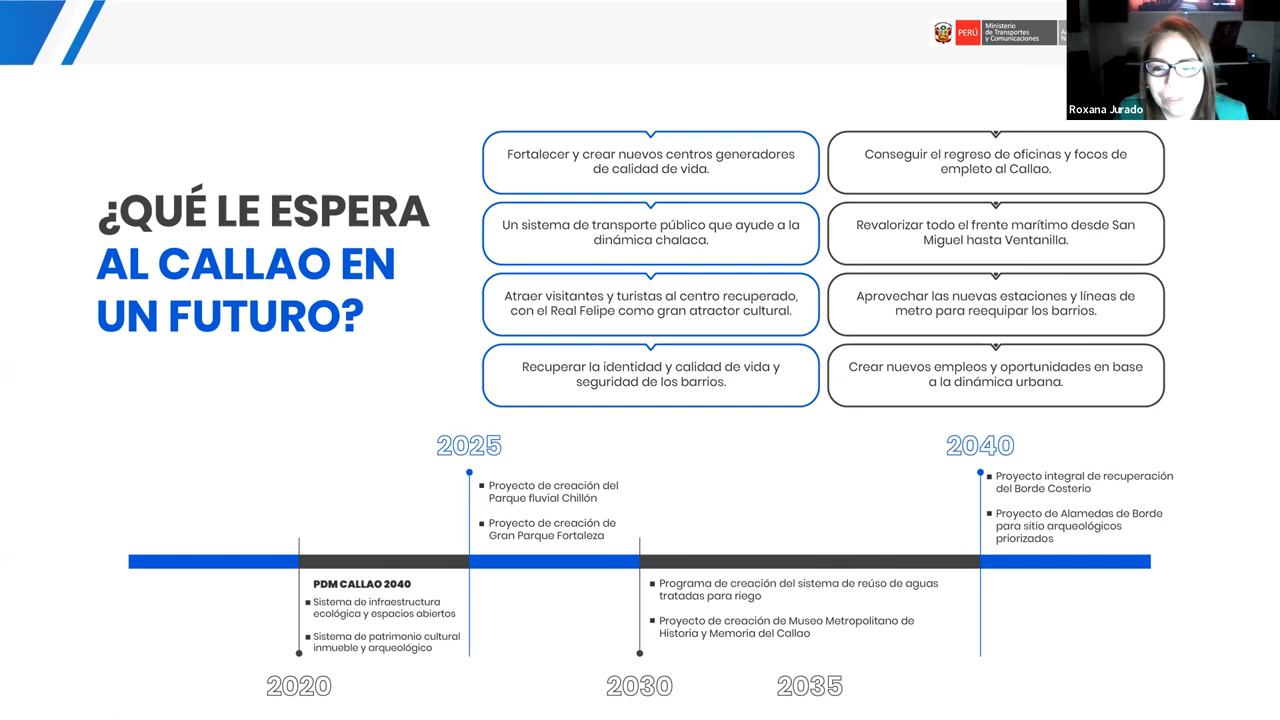 PERÚ
Ministerio
de Transportes
y Comunicaciones
Roxana Jurado
¿QUÉ LE ESPERA
AL CALLAO EN
UN FUTURO?
Fortalecer y crear nuevos centros generadores
de calidad de vida.
Un sistema de transporte público que ayude a la
dinámica chalaca.
Atraer visitantes y turistas al centro recuperado,
con el Real Felipe como gran atractor cultural.
Recuperar la identidad y calidad de vida y
seguridad de los barrios.
Conseguir el regreso de oficinas y focos de
empleto al Callao.
Revalorizar todo el frente marítimo desde San
Miguel hasta Ventanilla.
Aprovechar las nuevas estaciones y líneas de
metro para reequipar los barrios.
Crear nuevos empleos y oportunidades en base
a la dinámica urbana.
2025
▪ Proyecto de creación del
Parque fluvial Chillón
▪ Proyecto de creación de
Gran Parque Fortaleza
2040
▪ Proyecto integral de recuperación
del Borde Costerio
▪ Proyecto de Alamedas de Borde
para sitio arqueológicos
priorizados
PDM CALLAO 2040
▪ Sistema de infraestructura
ecológica y espacios abiertos
▪ Sistema de patrimonio cultural
inmueble y arqueológico
2020
▪ Programa de creación del sistema de reúso de aguas
tratadas para riego
▪ Proyecto de creación de Museo Metropolitano de
Historia y Memoria del Callao
2030
2035